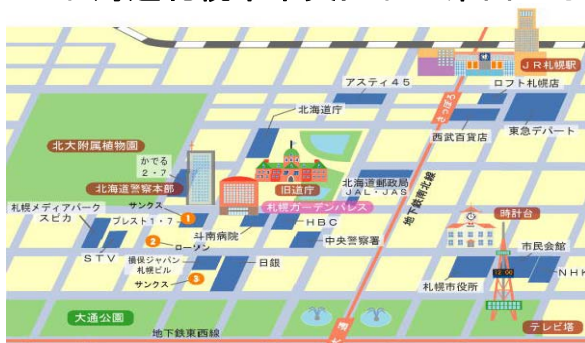 JR札幌駅
アスティ45
ロフト札幌店
さっぽろ
北海道庁
西武百貨店
東急デパート
北大附属植物園
かでる
2・7
旧道庁
北海道警察本部
北海道郵政局
JAL・JAS
地下鉄南北線
サンクス
1
札幌ガーデンパレス
時計台
札幌メディアパーク
スピカ
プレスト1・7
斗南病院
HBC
2
ローソン
中央警察署
市民会館
STV
損保ジャパン
札幌ビル
日銀
NHK
サンクス
3
札幌市役所
大通公園
テレビ塔
地下鉄東西線